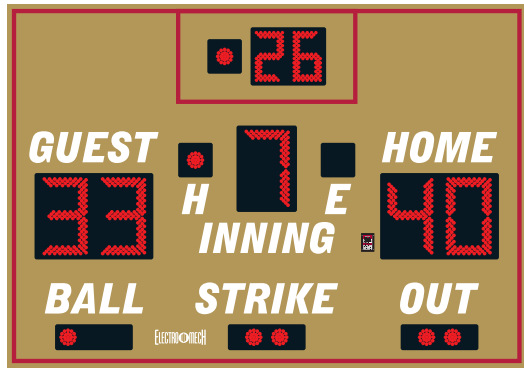 26
GUEST 7 HOME
33 H E 40
INNING
BALL STRIKE OUT
ELECTRO-MECH